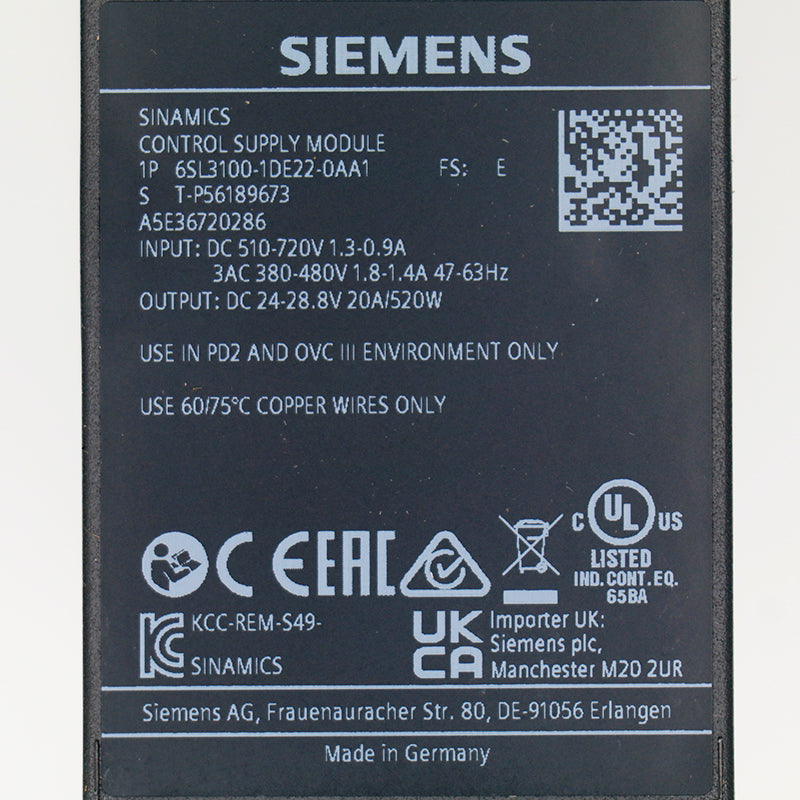 SIEMENS
SINAMICS
CONTROL SUPPLY MODULE
1P 6SL3100-1DE22-0AA1 FS: E
S T-P56189673
A5E36720286
INPUT: DC 510-720V 1.3-0.9A
3AC 380-480V 1.8-1.4A 47-63Hz
OUTPUT: DC 24-28.8V 20A/520W
USE IN PD2 AND OVC III ENVIRONMENT ONLY
USE 60/75°C COPPER WIRES ONLY
CE EAC C UL US
LISTED
IND. CONT. EQ.
65BA
KC KCC-REM-S49-
SINAMICS
UK
CA
Importer UK:
Siemens plc,
Manchester M20 2UR
Siemens AG, Frauenauracher Str. 80, DE-91056 Erlangen
Made in Germany